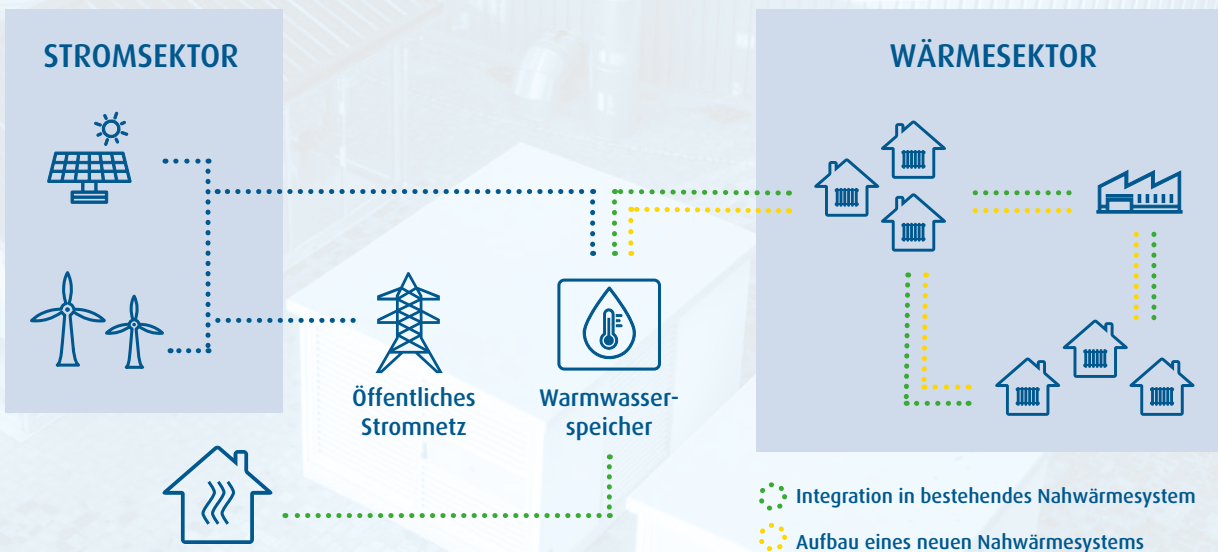 STROMSEKTOR
WÄRMESEKTOR
Öffentliches
Stromnetz
Warmwasser-
speicher
Integration in bestehendes Nahwärmesystem
Aufbau eines neuen Nahwärmesystems